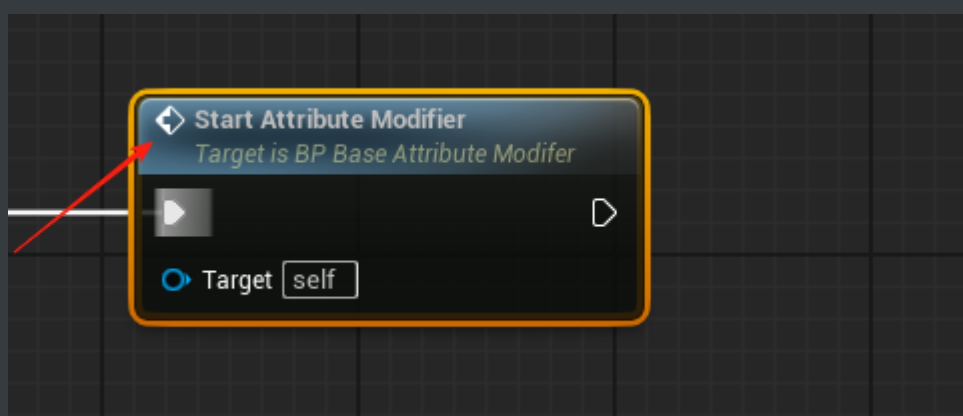 Start Attribute Modifier
Target is BP Base Attribute Modifer
Target self